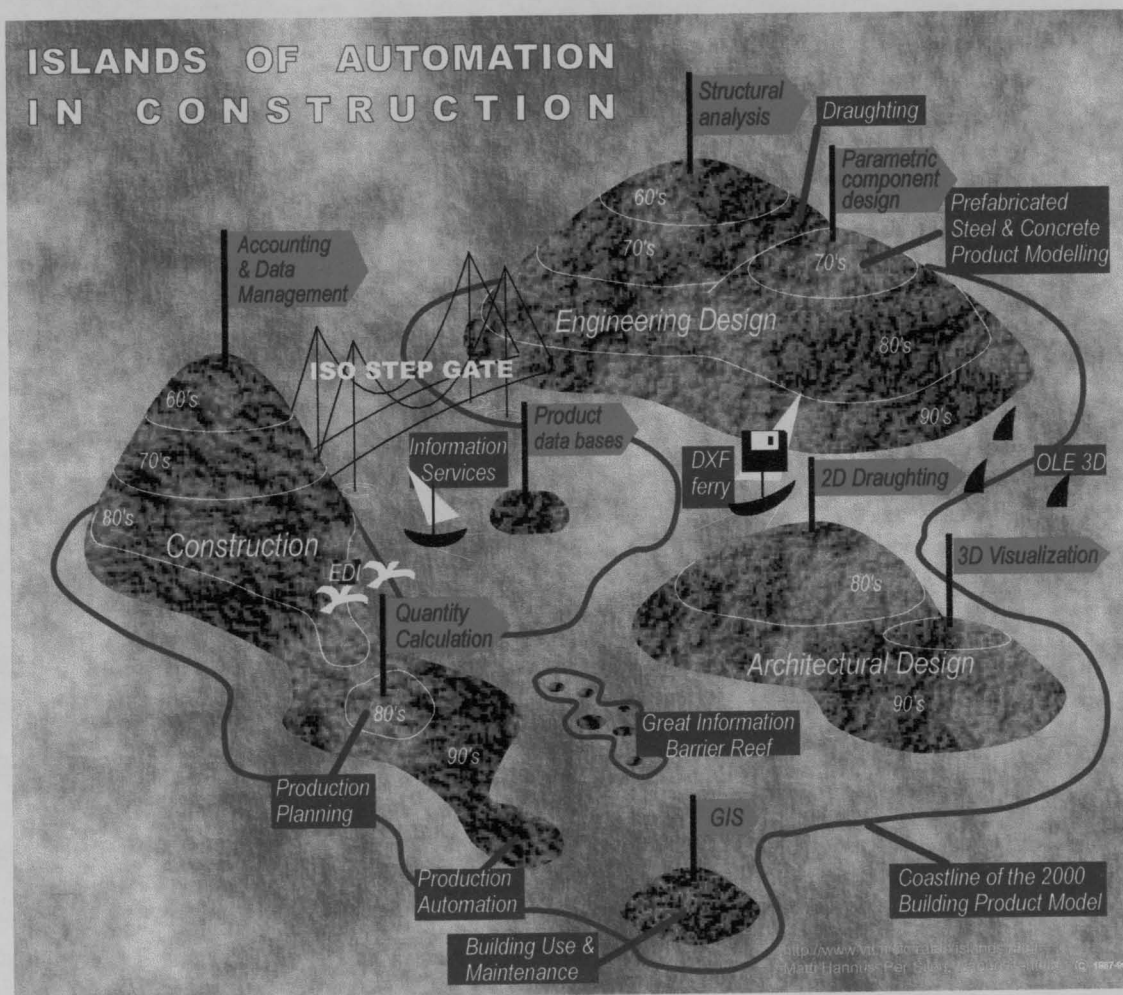 ISLANDS OF AUTOMATION
IN CONSTRUCTION
Structural
analysis
Draughting
Parametric
component
design
Prefabricated
Steel & Concrete
Product Modelling
60's
70's
70's
Engineering Design
80's
90's
Accounting
& Data
Management
ISO STEP GATE
60's
70's
80's
Construction
EDI
Information
Services
Product
data bases
DXF
ferry
2D Draughting
OLE 3D
3D Visualization
80's
Architectural Design
90's
Quantity
Calculation
80's
90's
Great Information
Barrier Reef
Production
Planning
GIS
Production
Automation
Coastline of the 2000
Building Product Model
Building Use &
Maintenance
Matti Hannus